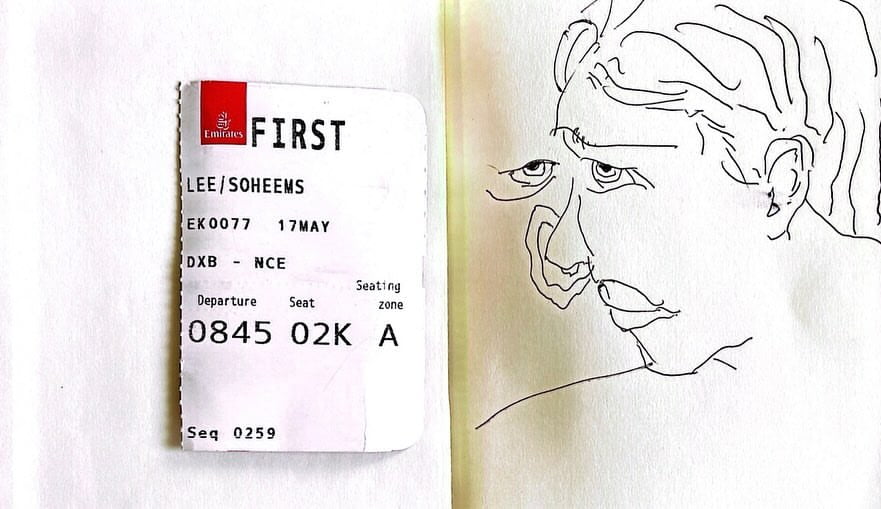 Emirates
FIRST
LEE/SOHEEMS
EK0077 17MAY
DXB - NCE
Seating
Departure Seat zone
0845 02K A
Seq 0259